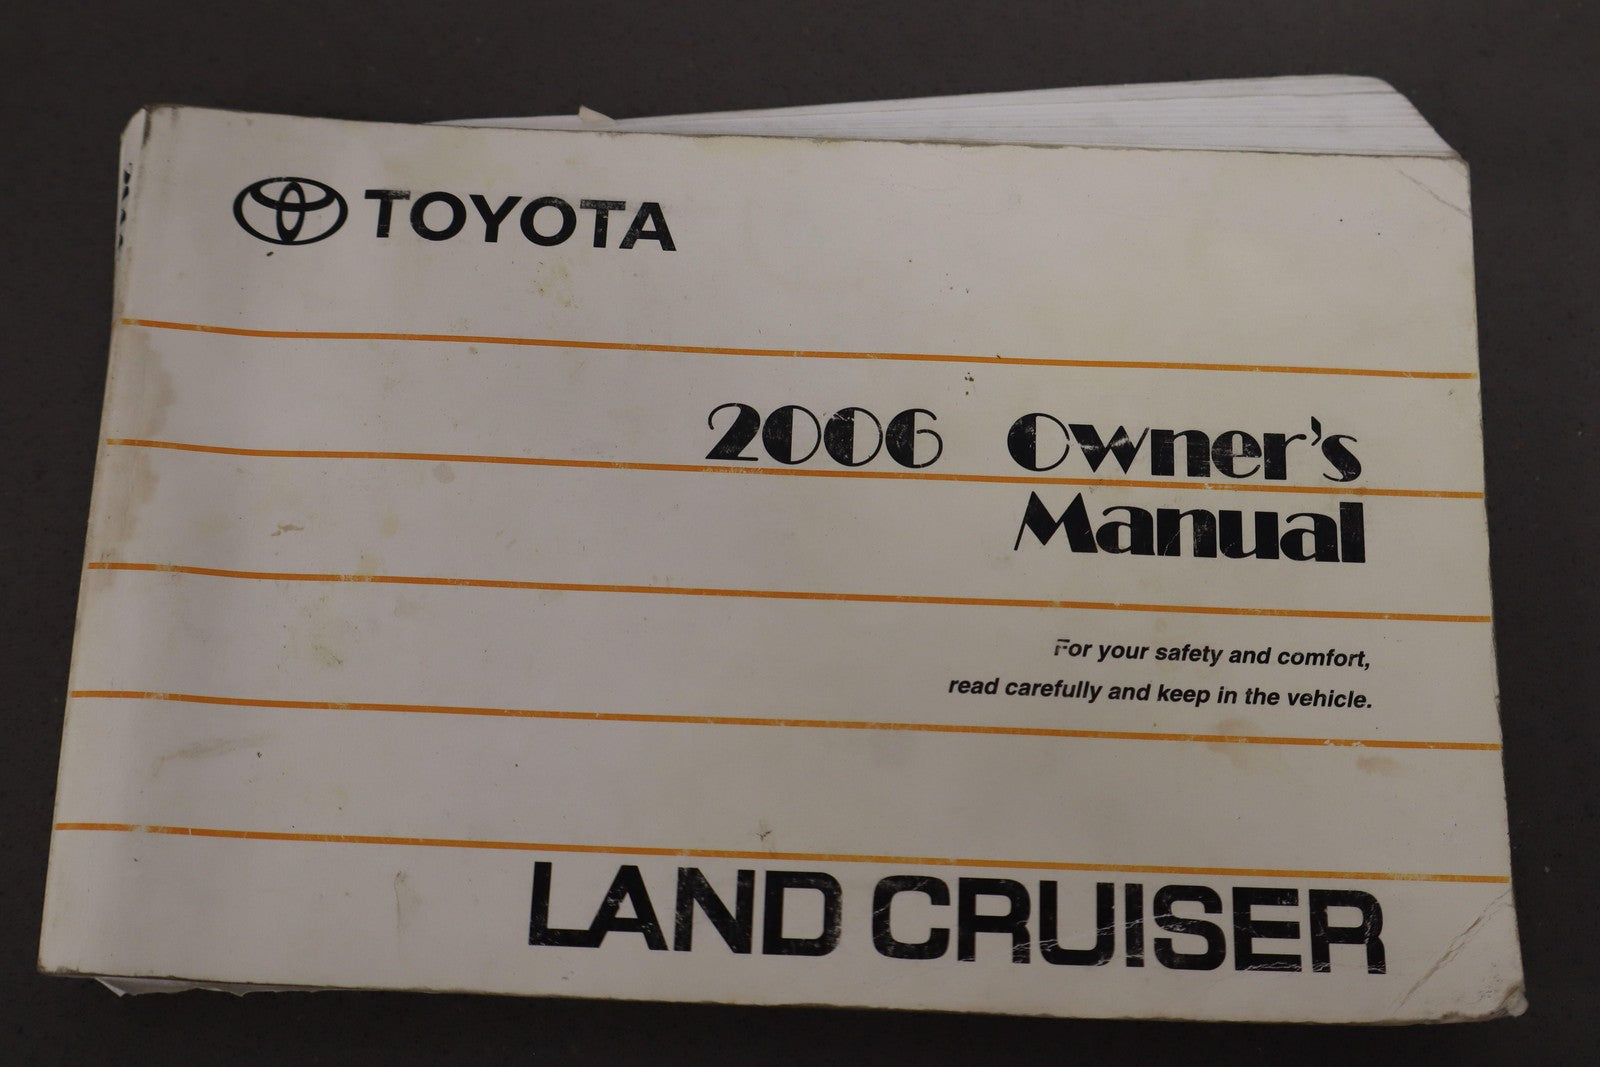 TOYOTA
2006 Owner's
Manual
For your safety and comfort,
read carefully and keep in the vehicle.
LAND CRUISER